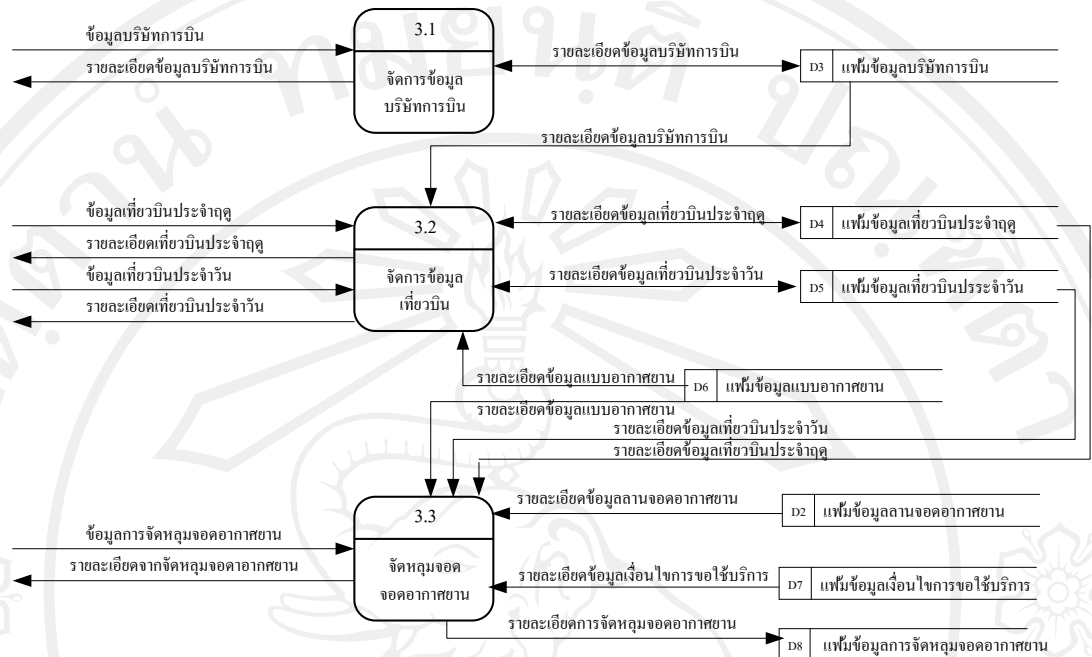 ข้อมูลบริษัทการบิน
รายละเอียดข้อมูลบริษัทการบิน
3.1
จัดการข้อมูล
บริษัทการบิน
รายละเอียดข้อมูลบริษัทการบิน
D3 แฟ้มข้อมูลบริษัทการบิน
รายละเอียดข้อมูลบริษัทการบิน
ข้อมูลเที่ยวบินประจำฤดู
รายละเอียดเที่ยวบินประจำฤดู
ข้อมูลเที่ยวบินประจำวัน
รายละเอียดเที่ยวบินประจำวัน
3.2
จัดการข้อมูล
เที่ยวบิน
รายละเอียดข้อมูลเที่ยวบินประจำฤดู
D4 แฟ้มข้อมูลเที่ยวบินประจำฤดู
รายละเอียดข้อมูลเที่ยวบินประจำวัน
D5 แฟ้มข้อมูลเที่ยวบินปรระจำวัน
รายละเอียดข้อมูลแบบอากาศยาน
D6 แฟ้มข้อมูลแบบอากาศยาน
รายละเอียดข้อมูลแบบอากาศยาน
รายละเอียดข้อมูลเที่ยวบินประจำวัน
รายละเอียดข้อมูลเที่ยวบินประจำฤดู
ข้อมูลการจัดหลุมจอดอากาศยาน
รายละเอียดจากจัดหลุมจอดาอากศยาน
3.3
จัดหลุมจอด
จอดอากาศยาน
รายละเอียดข้อมูลลานจอดอากาศยาน
D2 แฟ้มข้อมูลลานจอดอากาศยาน
รายละเอียดข้อมูลเงื่อนไขการขอใช้บริการ
D7 แฟ้มข้อมูลเงื่อนไขการขอใช้บริการ
รายละเอียดการจัดหลุมจอดอากาศยาน
D8 แฟ้มข้อมูลการจัดหลุมจอดอากาศยาน